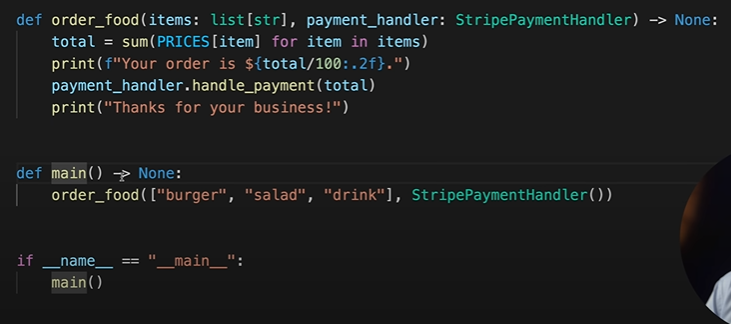 def order_food(items: list[str], payment_handler: StripePaymentHandler) -> None:
    total = sum(PRICES[item] for item in items)
    print(f"Your order is ${total/100:.2f}.")
    payment_handler.handle_payment(total)
    print("Thanks for your business!")
def main() -> None:
    order_food(["burger", "salad", "drink"], StripePaymentHandler())
if __name__ == "__main__":
    main()